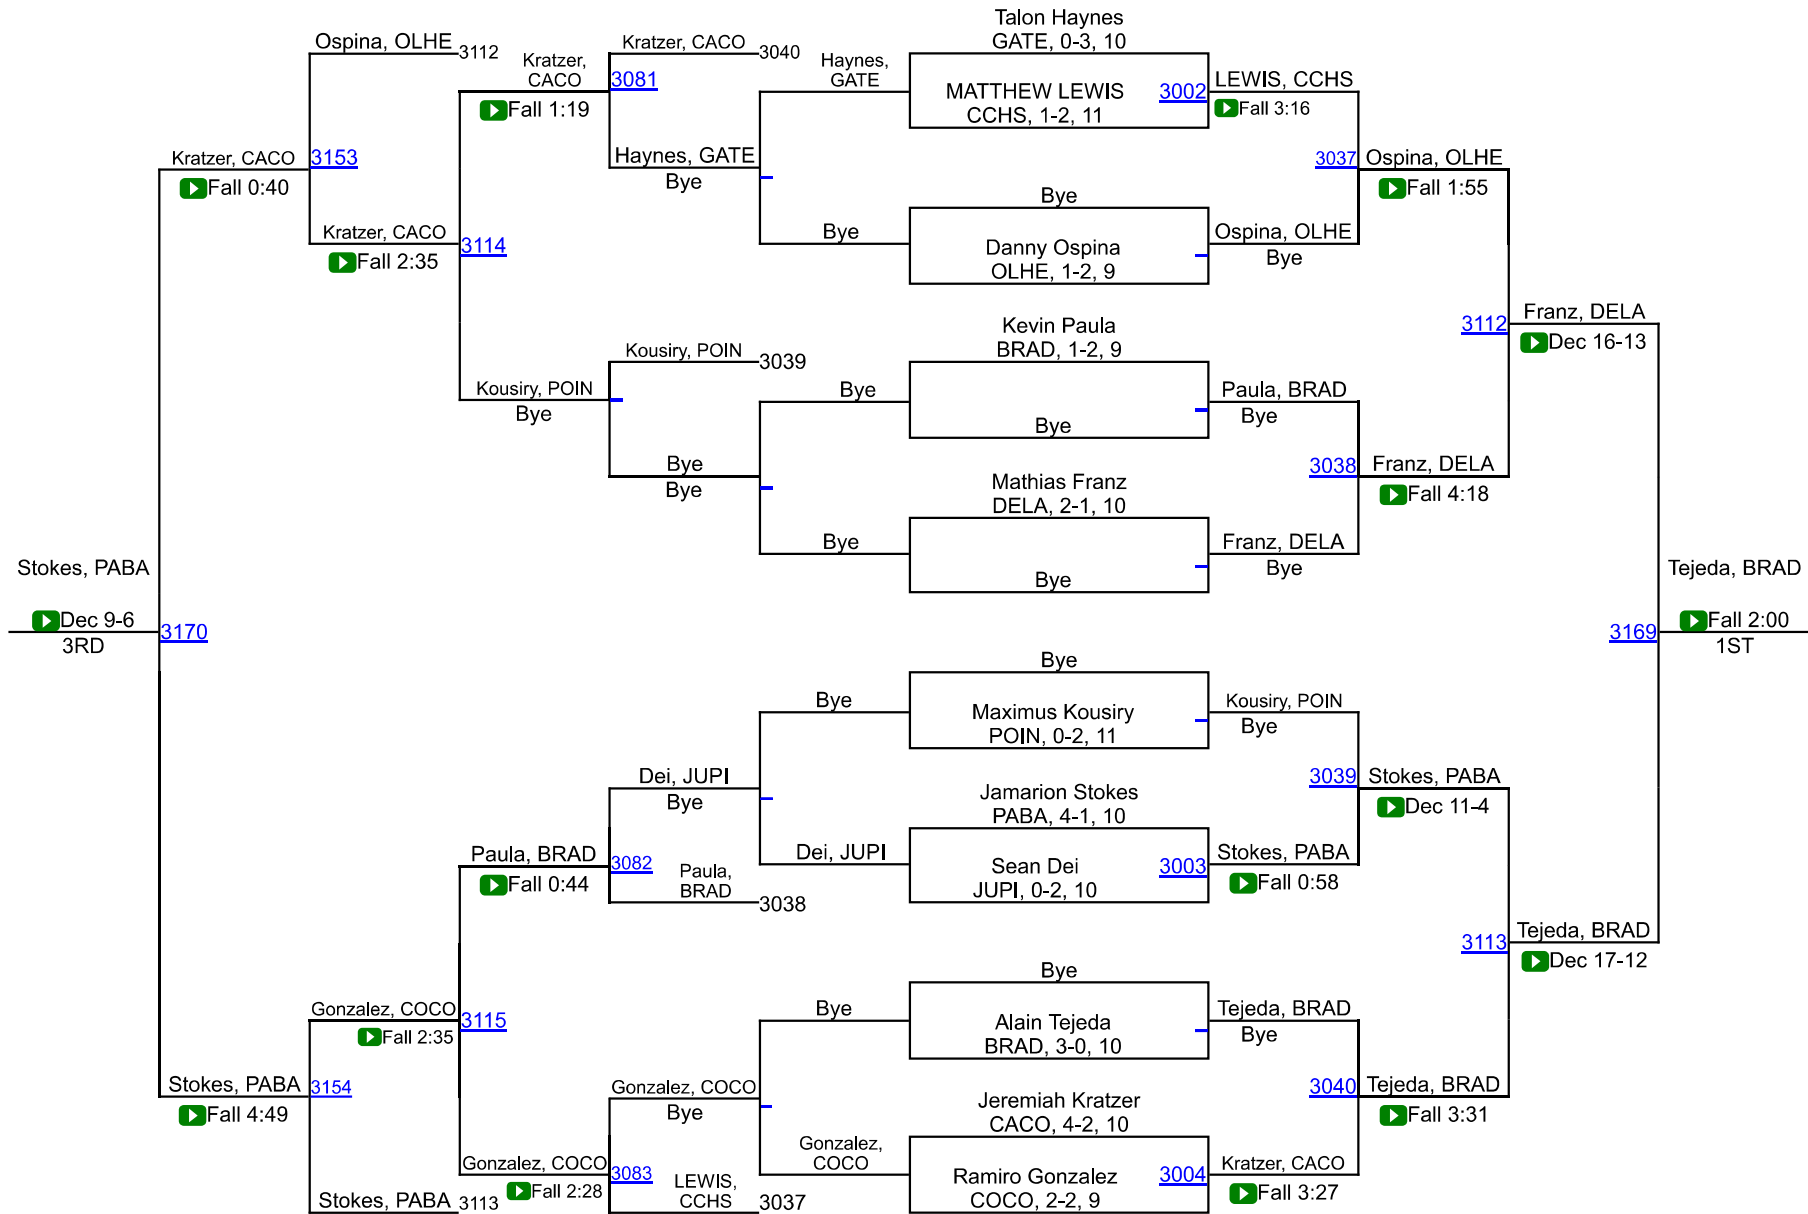 Talon Haynes
GATE, 0-3, 10
Ospina, OLHE
3112
Kratzer, CACO
3040
Kratzer,
CACO
3081
Haynes,
GATE
MATTHEW LEWIS
CCHS, 1-2, 11
3002
LEWIS, CCHS
Fall 3:16
Fall 1:19
Kratzer, CACO
3153
Fall 0:40
Haynes, GATE
Bye
3037
Ospina, OLHE
Fall 1:55
Bye
Kratzer, CACO
3114
Fall 2:35
Bye
Danny Ospina
OLHE, 1-2, 9
Ospina, OLHE
Bye
Kevin Paula
BRAD, 1-2, 9
3112
Franz, DELA
Dec 16-13
Kousiry, POIN
3039
Kousiry, POIN
Bye
Bye
Paula, BRAD
Bye
Bye
Bye
Bye
3038
Franz, DELA
Fall 4:18
Mathias Franz
DELA, 2-1, 10
Bye
Franz, DELA
Bye
Bye
Stokes, PABA
Dec 9-6
3RD
3170
Tejeda, BRAD
3169
Fall 2:00
1ST
Bye
Bye
Maximus Kousiry
POIN, 0-2, 11
Kousiry, POIN
Bye
Dei, JUPI
Bye
3039
Stokes, PABA
Dec 11-4
Jamarion Stokes
PABA, 4-1, 10
Paula, BRAD
3082
Fall 0:44
Paula,
BRAD
3038
Dei, JUPI
Sean Dei
JUPI, 0-2, 10
3003
Stokes, PABA
Fall 0:58
3113
Tejeda, BRAD
Dec 17-12
Bye
Gonzalez, COCO
3115
Fall 2:35
Bye
Alain Tejeda
BRAD, 3-0, 10
Tejeda, BRAD
Bye
Stokes, PABA
3154
Fall 4:49
Gonzalez, COCO
Bye
3040
Tejeda, BRAD
Fall 3:31
Jeremiah Kratzer
CACO, 4-2, 10
Gonzalez, COCO
3083
Fall 2:28
Gonzalez,
COCO
Ramiro Gonzalez
COCO, 2-2, 9
3004
Kratzer, CACO
Fall 3:27
Stokes, PABA
3113
LEWIS,
CCHS
3037